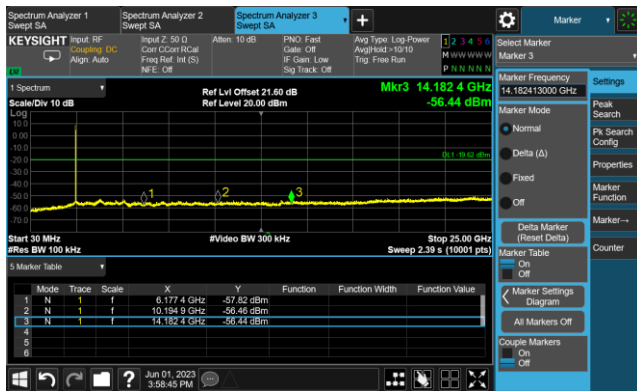 Spectrum Analyzer 1
Swept SA
Spectrum Analyzer 2
Swept SA
Spectrum Analyzer 3
Swept SA
Marker
KEYSIGHT
Input: RF
Coupling: DC
Align: Auto
Input Z: 50 Ω
Corr CCorr RCal
Freq Ref: Int (S)
NFE: Off
Atten: 10 dB
PNO: Fast
Gate: Off
IF Gain: Low
Sig Track: Off
Avg Type: Log-Power
Avg|Hold:>10/10
Trig: Free Run
1 2 3 4 5 6
M W W W W W
P N N N N N
Select Marker
Marker 3
1 Spectrum
Scale/Div 10 dB
Ref Lvl Offset 21.60 dB
Ref Level 20.00 dBm
Mkr3 14.182 4 GHz
-56.44 dBm
Log
10.0
0.00
-10.0
-20.0
-30.0
-40.0
-50.0
-60.0
-70.0
DL1 -19.62 dBm
1
2
3
Start 30 MHz
#Res BW 100 kHz
#Video BW 300 kHz
Stop 25.00 GHz
Sweep 2.39 s (10001 pts)
5 Marker Table
Mode Trace Scale X Y Function Function Width Function Value
1 N 1 f 6.177 4 GHz -57.82 dBm
2 N 1 f 10.194 9 GHz -56.46 dBm
3 N 1 f 14.182 4 GHz -56.44 dBm
4
5
6
Marker Frequency
14.182413000 GHz
Marker Mode
Normal
Delta (Δ)
Fixed
Off
Delta Marker
(Reset Delta)
Marker Table
On
Off
Marker Settings
Diagram
All Markers Off
Couple Markers
On
Off
Settings
Peak
Search
Pk Search
Config
Properties
Marker
Function
Marker→
Counter
Jun 01, 2023
3:58:45 PM